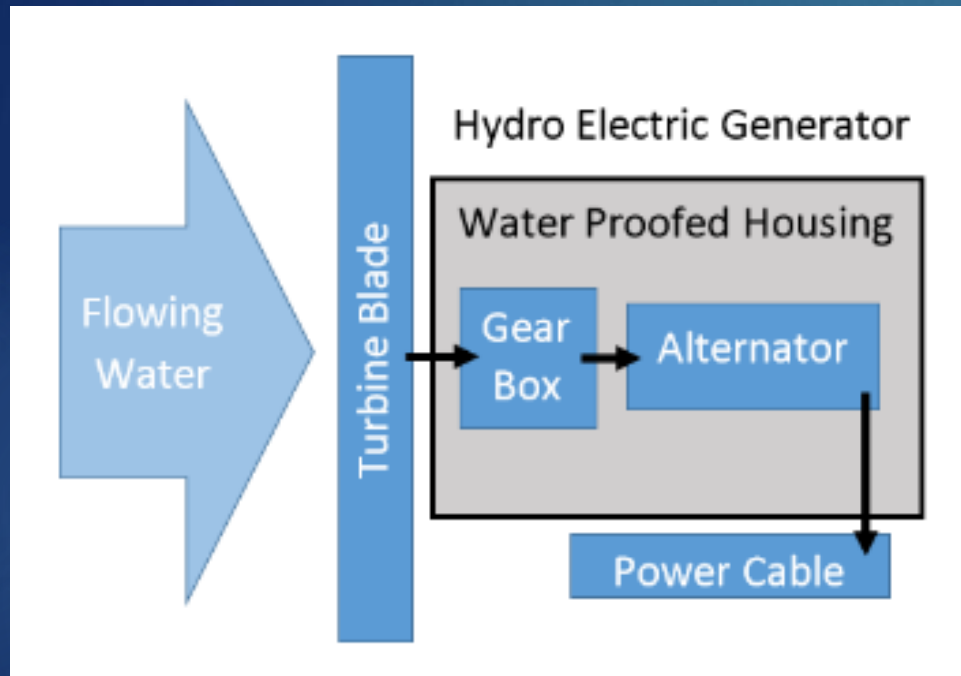 Hydro Electric Generator
Water Proofed Housing
Flowing
Water
Turbine Blade
Gear
Box
Alternator
Power Cable